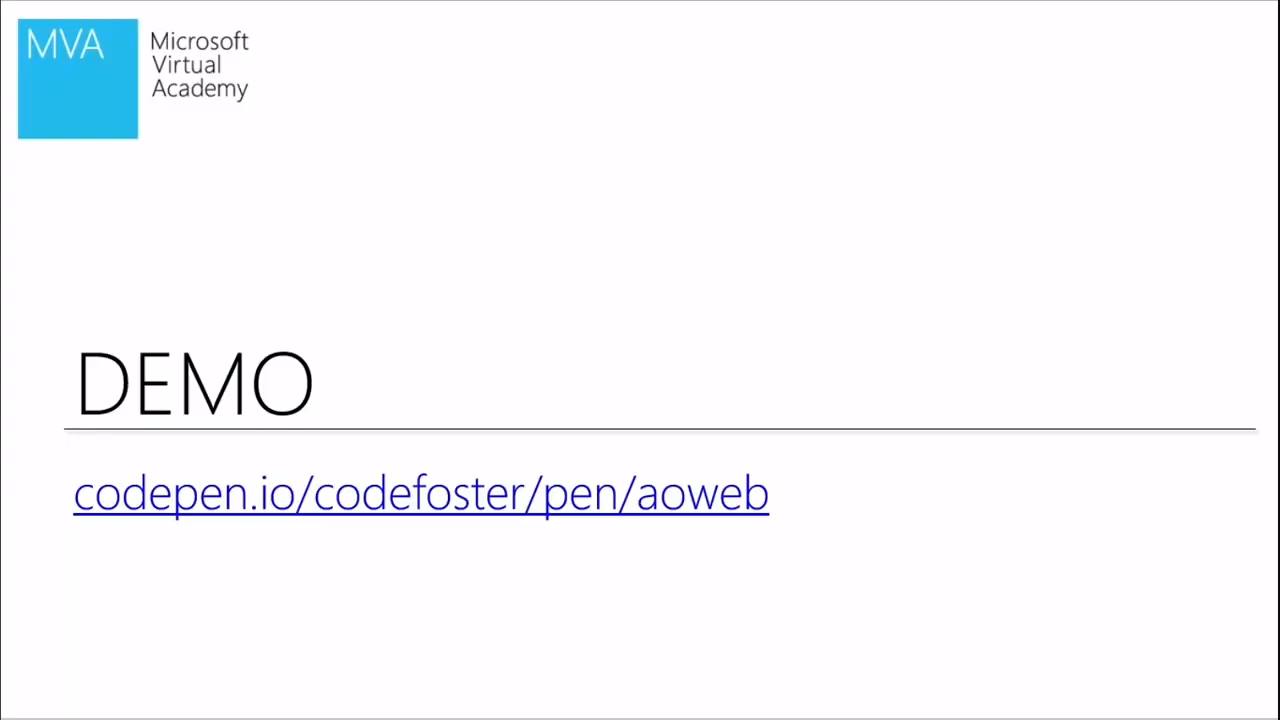 MVA
Microsoft
Virtual
Academy
DEMO
codepen.io/codefoster/pen/aoweb